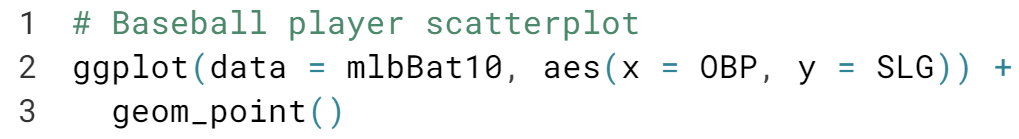 1 # Baseball player scatterplot
2 ggplot(data = mlbBat10, aes(x = OBP, y = SLG)) +
3   geom_point()